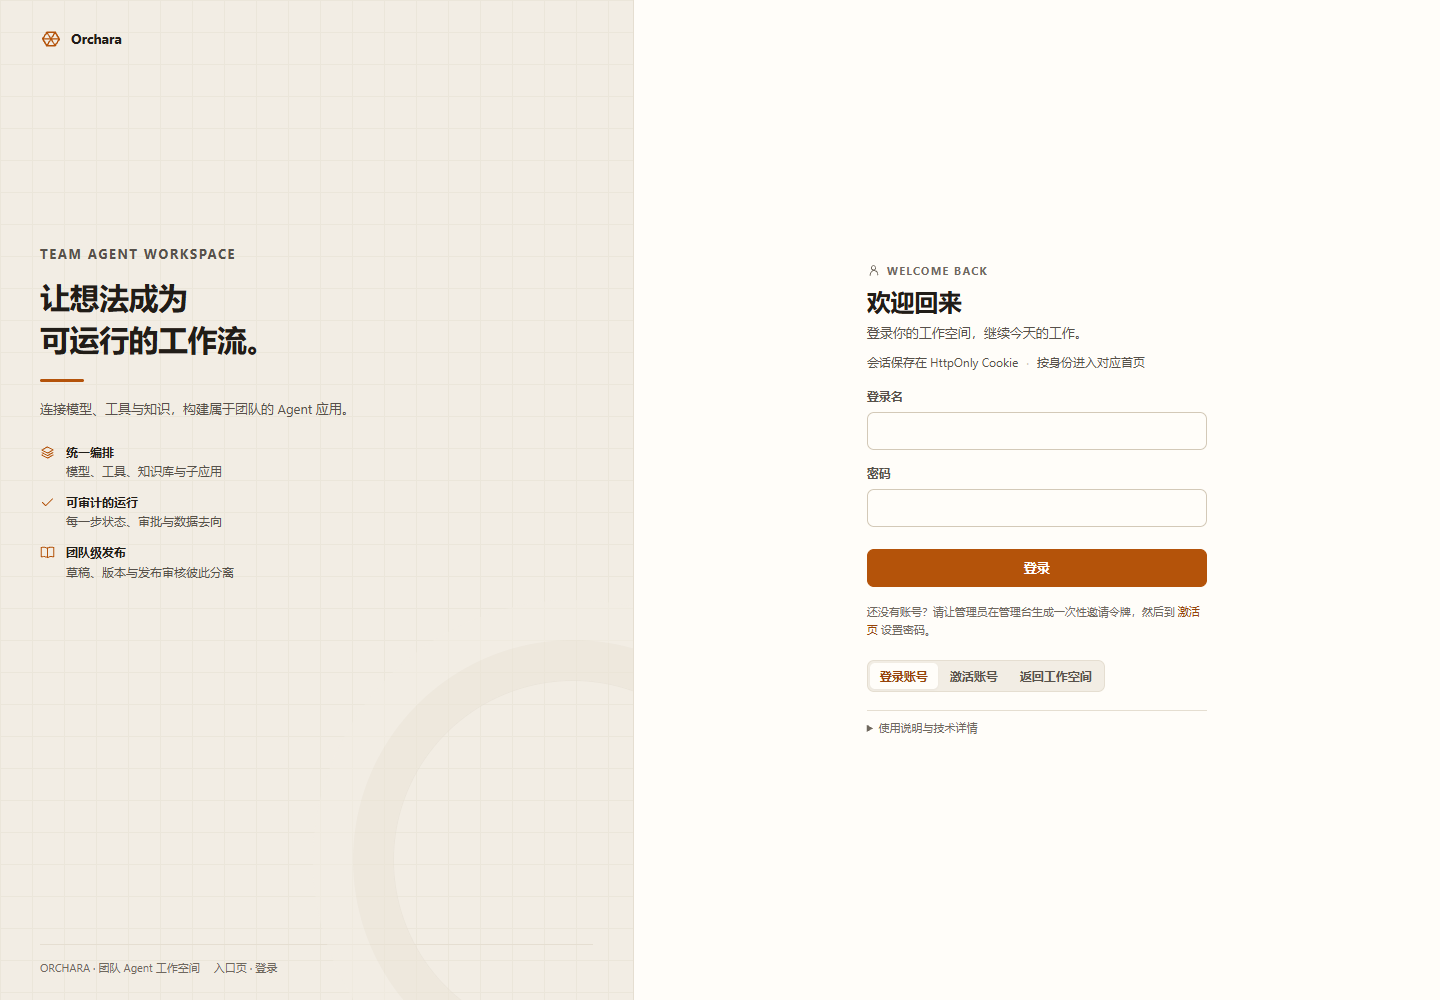 Orchara
TEAM AGENT WORKSPACE
让想法成为
可运行的工作流。
连接模型、工具与知识，构建属于团队的 Agent 应用。
统一编排
模型、工具、知识库与子应用
可审计的运行
每一步状态、审批与数据去向
团队级发布
草稿、版本与发布审核彼此分离
ORCHARA · 团队 Agent 工作空间 入口页 · 登录
WELCOME BACK
欢迎回来
登录你的工作空间，继续今天的工作。
会话保存在 HttpOnly Cookie · 按身份进入对应首页
登录名
密码
登录
还没有账号？请让管理员在管理台生成一次性邀请令牌，然后到 激活
页 设置密码。
登录账号 激活账号 返回工作空间
使用说明与技术详情